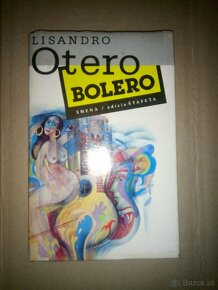 LISANDRO
Otero
BOLERO
SMENA / edícia ŠTAFETA
Bazos.sk